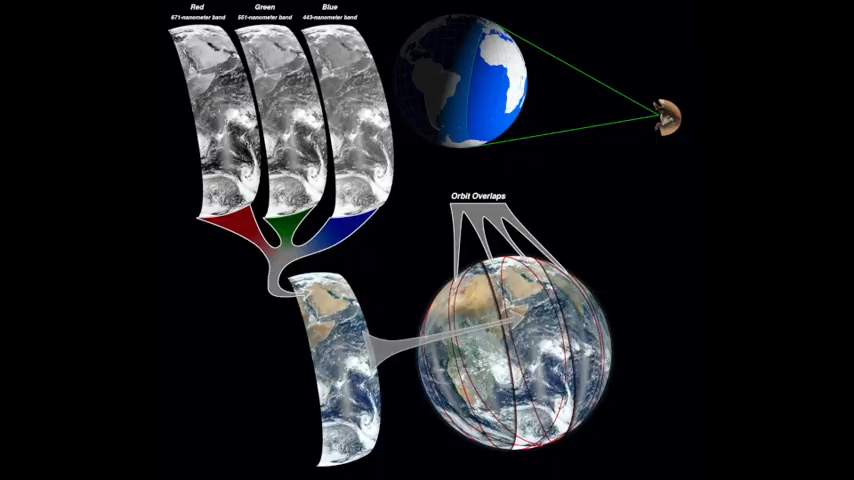 Red
671-nanometer band
Green
551-nanometer band
Blue
443-nanometer band
Orbit Overlaps